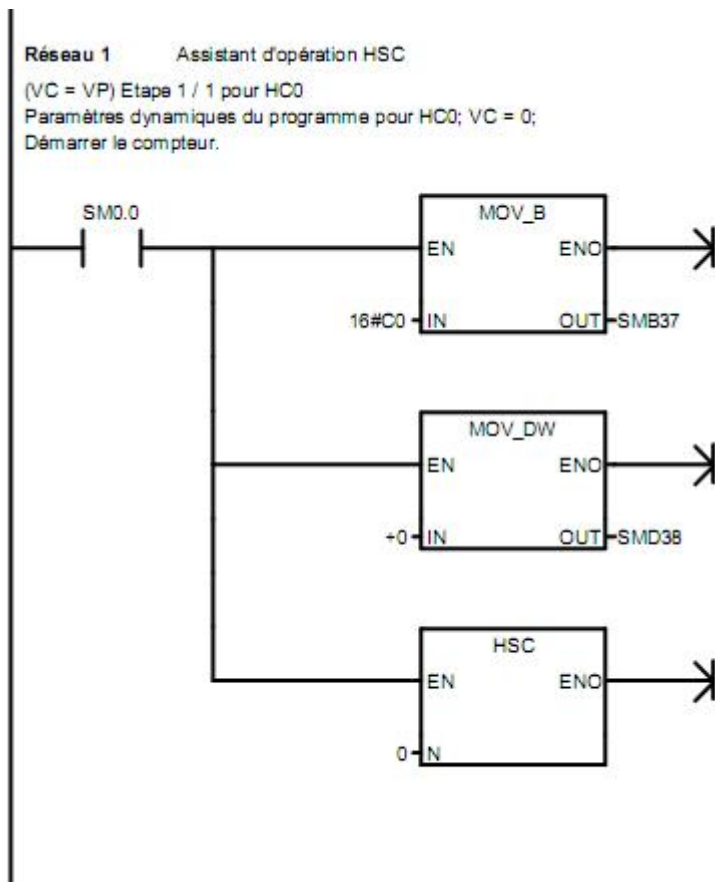 Réseau 1 Assistant d'opération HSC
(VC = VP) Etape 1 / 1 pour HC0
Paramètres dynamiques du programme pour HC0; VC = 0;
Démarrer le compteur.
SM0.0
MOV_B
EN ENO
16#C0 IN OUT SMB37
MOV_DW
EN ENO
+0 IN OUT SMD38
HSC
EN ENO
0 N